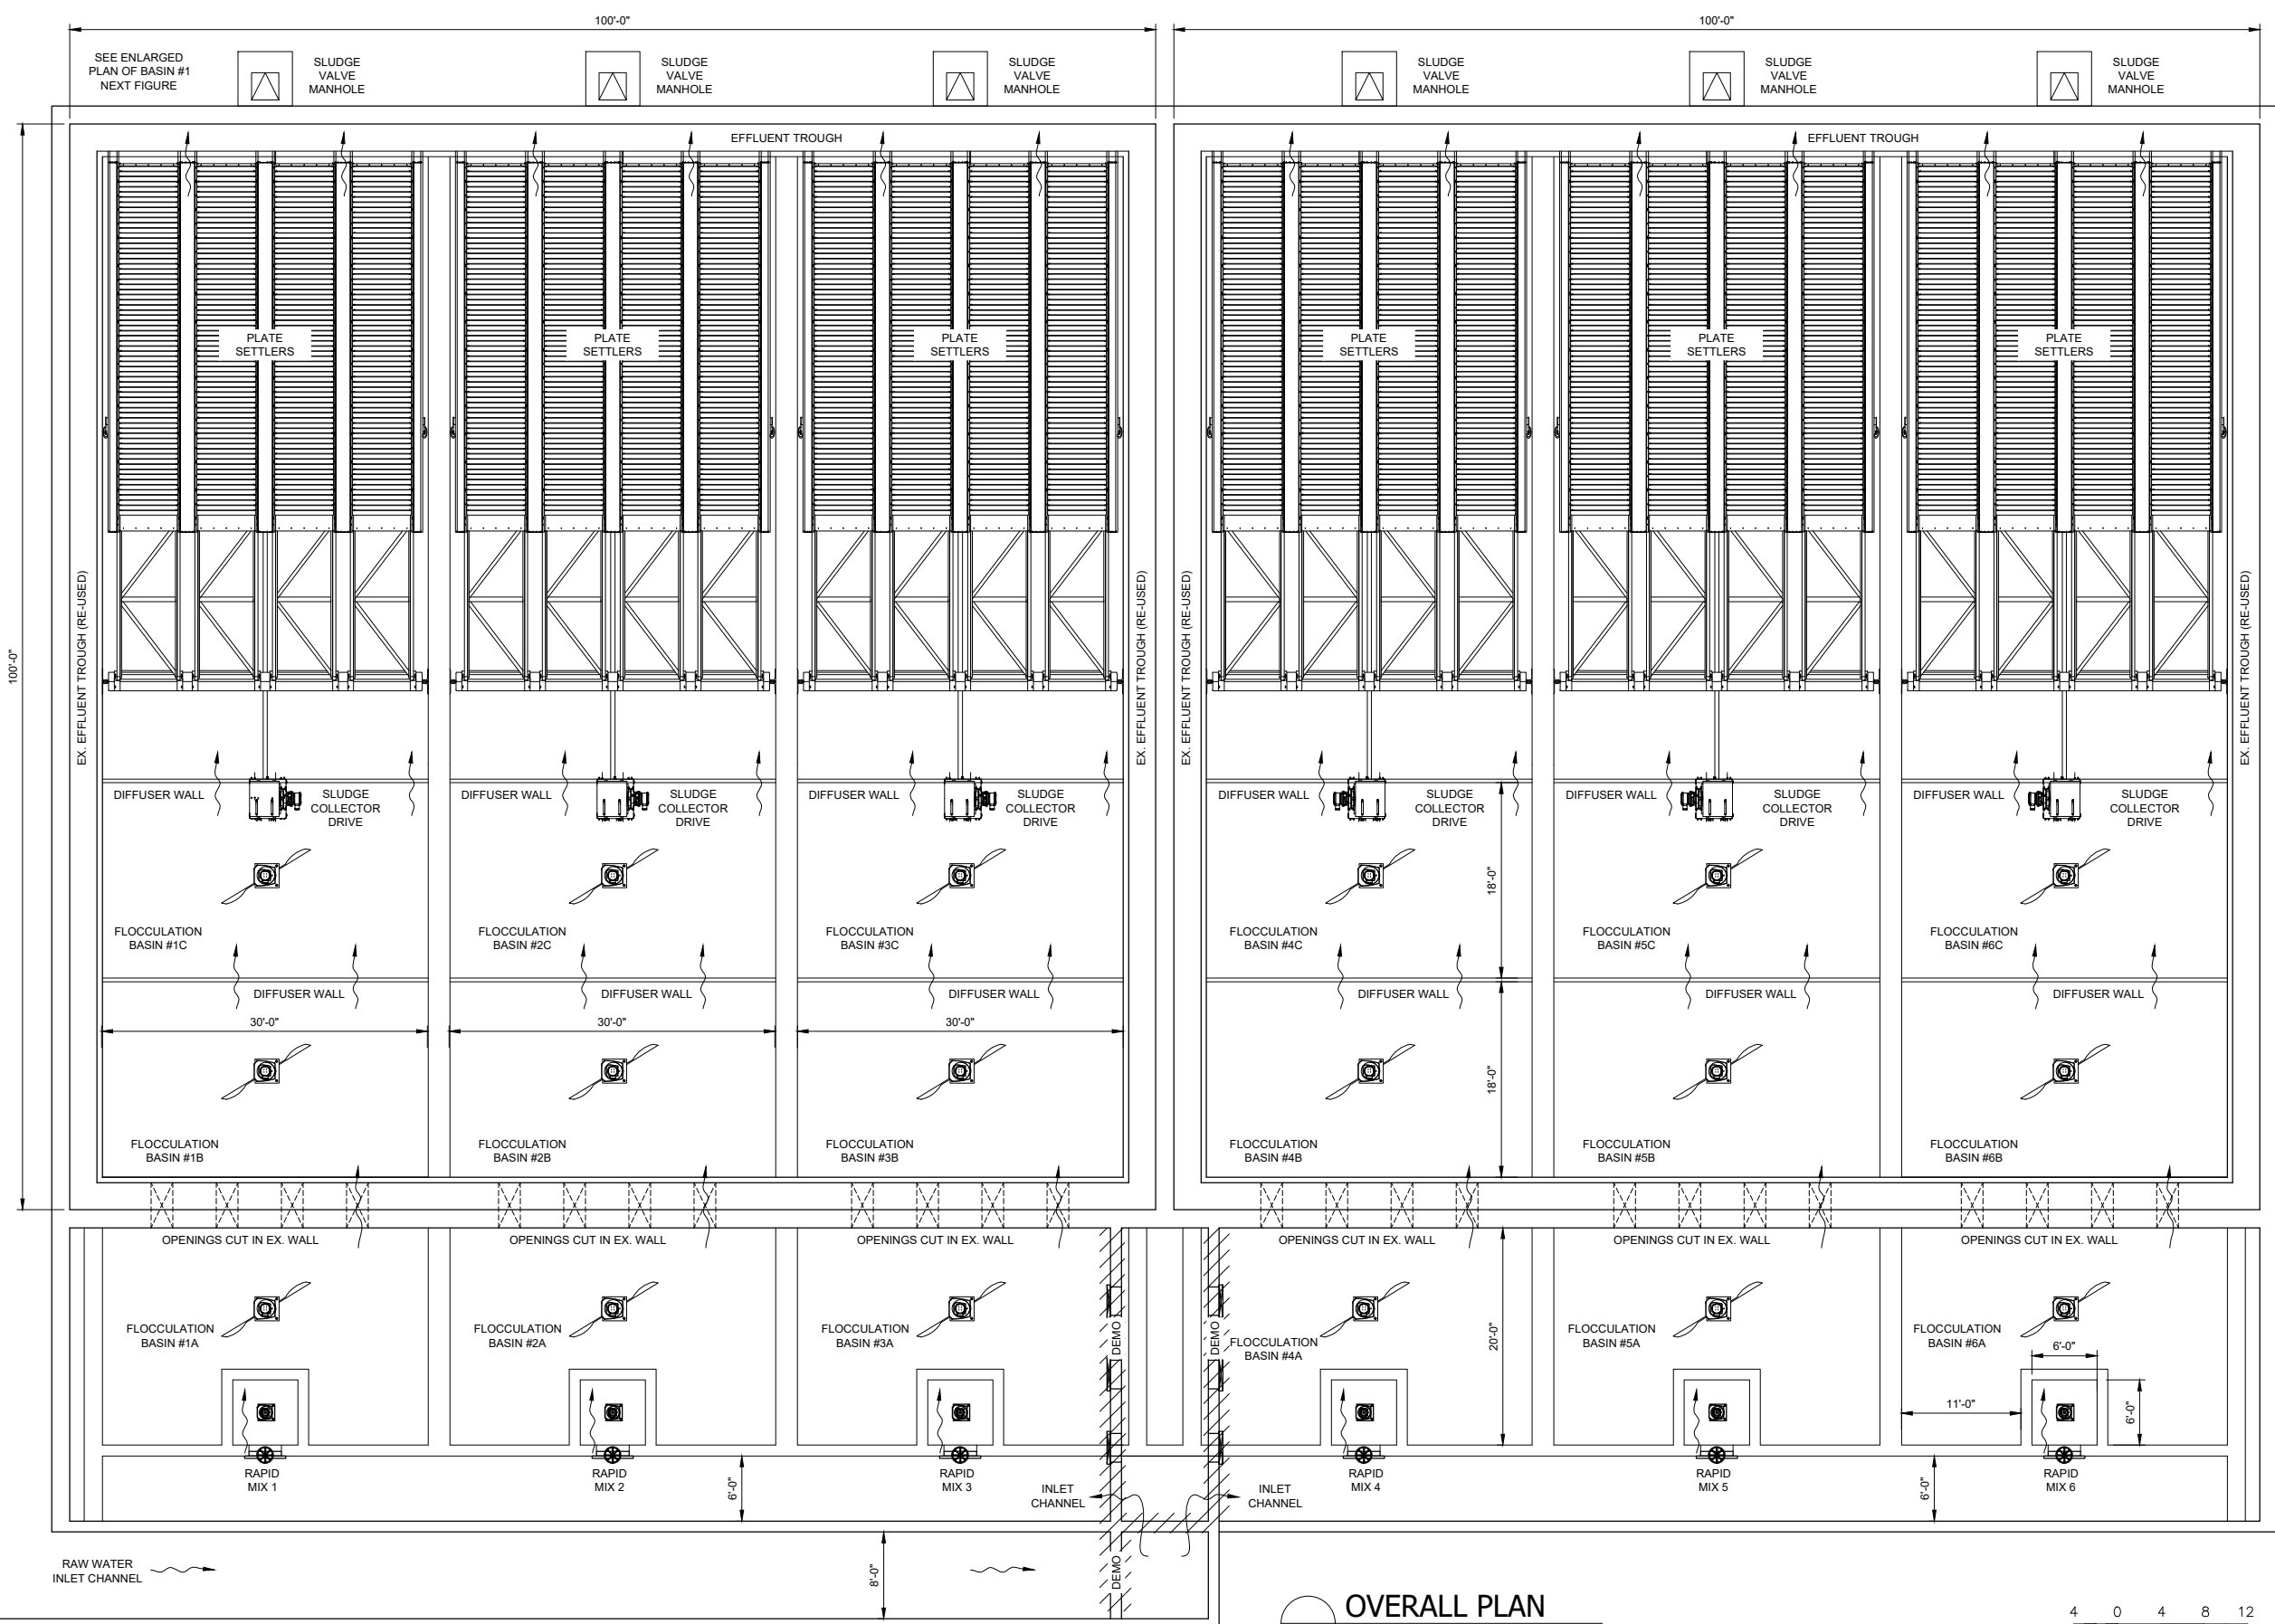 100'-0"
100'-0"
SEE ENLARGED
PLAN OF BASIN #1
NEXT FIGURE
SLUDGE
VALVE
MANHOLE
SLUDGE
VALVE
MANHOLE
SLUDGE
VALVE
MANHOLE
SLUDGE
VALVE
MANHOLE
SLUDGE
VALVE
MANHOLE
SLUDGE
VALVE
MANHOLE
EFFLUENT TROUGH
EFFLUENT TROUGH
PLATE
SETTLERS
PLATE
SETTLERS
PLATE
SETTLERS
PLATE
SETTLERS
PLATE
SETTLERS
PLATE
SETTLERS
100'-0"
EX. EFFLUENT TROUGH (RE-USED)
EX. EFFLUENT TROUGH (RE-USED)
EX. EFFLUENT TROUGH (RE-USED)
EX. EFFLUENT TROUGH (RE-USED)
DIFFUSER WALL
SLUDGE
COLLECTOR
DRIVE
DIFFUSER WALL
SLUDGE
COLLECTOR
DRIVE
DIFFUSER WALL
SLUDGE
COLLECTOR
DRIVE
DIFFUSER WALL
SLUDGE
COLLECTOR
DRIVE
DIFFUSER WALL
SLUDGE
COLLECTOR
DRIVE
DIFFUSER WALL
SLUDGE
COLLECTOR
DRIVE
18'-0"
FLOCCULATION
BASIN #1C
FLOCCULATION
BASIN #2C
FLOCCULATION
BASIN #3C
FLOCCULATION
BASIN #4C
FLOCCULATION
BASIN #5C
FLOCCULATION
BASIN #6C
DIFFUSER WALL
DIFFUSER WALL
DIFFUSER WALL
DIFFUSER WALL
DIFFUSER WALL
DIFFUSER WALL
30'-0"
30'-0"
30'-0"
18'-0"
FLOCCULATION
BASIN #1B
FLOCCULATION
BASIN #2B
FLOCCULATION
BASIN #3B
FLOCCULATION
BASIN #4B
FLOCCULATION
BASIN #5B
FLOCCULATION
BASIN #6B
OPENINGS CUT IN EX. WALL
OPENINGS CUT IN EX. WALL
OPENINGS CUT IN EX. WALL
OPENINGS CUT IN EX. WALL
OPENINGS CUT IN EX. WALL
OPENINGS CUT IN EX. WALL
FLOCCULATION
BASIN #1A
FLOCCULATION
BASIN #2A
FLOCCULATION
BASIN #3A
DEMO
DEMO
FLOCCULATION
BASIN #4A
20'-0"
FLOCCULATION
BASIN #5A
FLOCCULATION
BASIN #6A
6'-0"
11'-0"
6'-0"
RAPID
MIX 1
RAPID
MIX 2
RAPID
MIX 3
RAPID
MIX 4
RAPID
MIX 5
RAPID
MIX 6
6'-0"
INLET
CHANNEL
INLET
CHANNEL
6'-0"
RAW WATER
INLET CHANNEL
8'-0"
DEMO
OVERALL PLAN
4 0 4 8 12